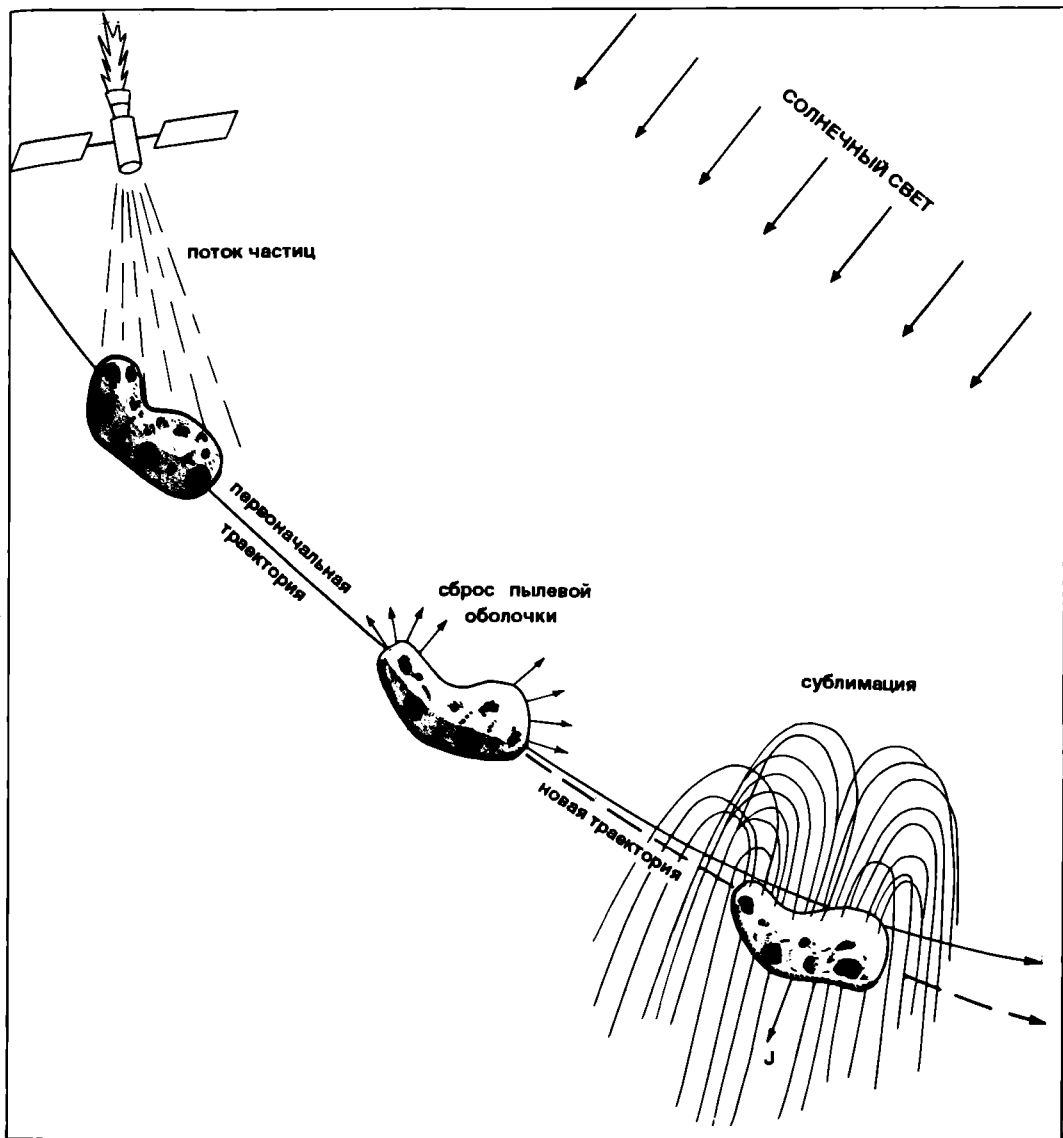 СОЛНЕЧНЫЙ СВЕТ
поток частиц
первоначальная
траектория
сброс пылевой
оболочки
сублимация
новая траектория
J